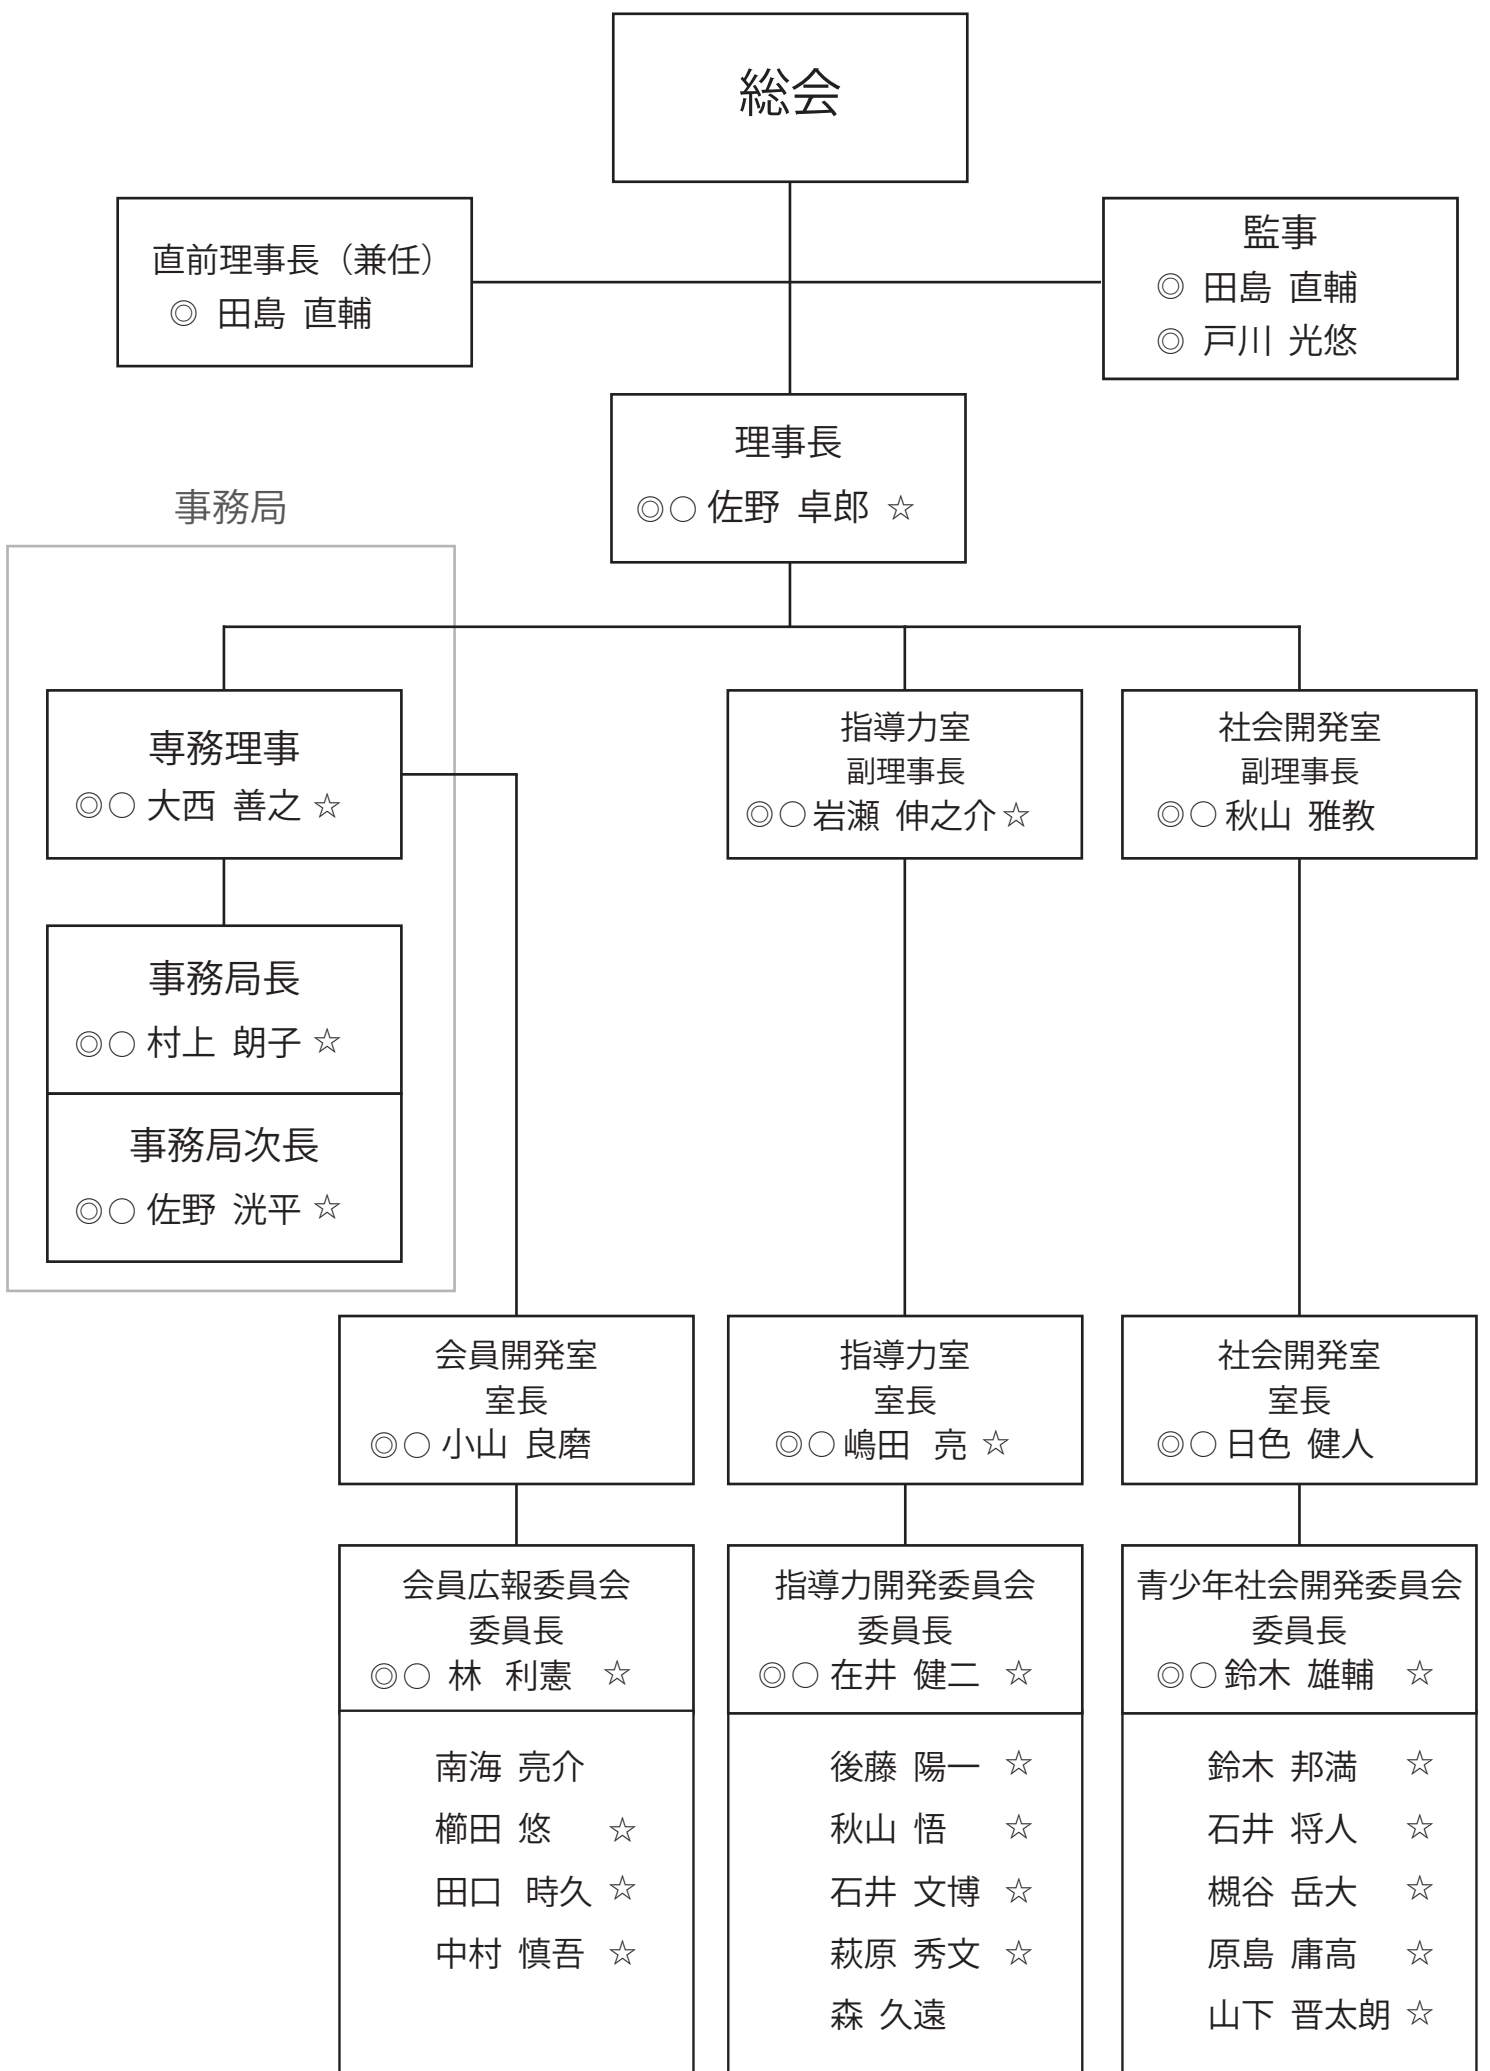 総会
直前理事長（兼任）
◎ 田島 直輔
監事
◎ 田島 直輔
◎ 戸川 光悠
理事長
◎○ 佐野 卓郎 ☆
事務局
専務理事
◎○ 大西 善之 ☆
指導力室
副理事長
◎○ 岩瀬 伸之介 ☆
社会開発室
副理事長
◎○ 秋山 雅教
事務局長
◎○ 村上 朗子 ☆
事務局次長
◎○ 佐野 洸平 ☆
会員開発室
室長
◎○ 小山 良磨
指導力室
室長
◎○ 嶋田 亮 ☆
社会開発室
室長
◎○ 日色 健人
会員広報委員会
委員長
◎○ 林 利憲 ☆
南海 亮介
櫛田 悠 ☆
田口 時久 ☆
中村 慎吾 ☆
指導力開発委員会
委員長
◎○ 在井 健二 ☆
後藤 陽一 ☆
秋山 悟 ☆
石井 文博 ☆
萩原 秀文 ☆
森 久遠
青少年社会開発委員会
委員長
◎○ 鈴木 雄輔 ☆
鈴木 邦満 ☆
石井 将人 ☆
槻谷 岳大 ☆
原島 庸高 ☆
山下 晋太朗 ☆